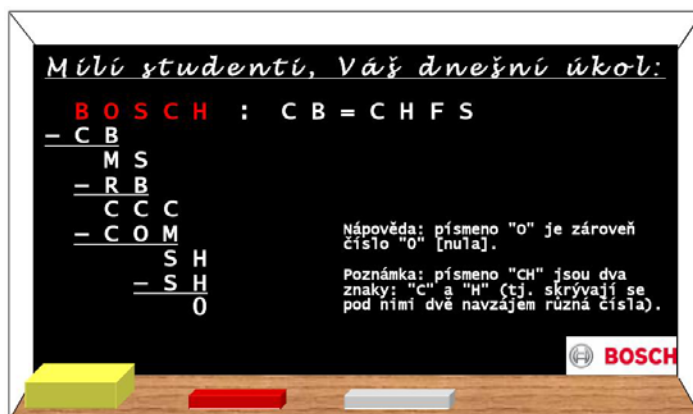 Milí studenti, Váš dnešní úkol:
B O S C H : C B = C H F S
− C B
M S
− R B
C C C
− C O M
S H
− S H
O
Nápověda: písmeno "O" je zároveň
číslo "0" [nula].
Poznámka: písmeno "CH" jsou dva
znaky: "C" a "H" (tj. skrývají se
pod nimi dvě navzájem různá čísla).
BOSCH